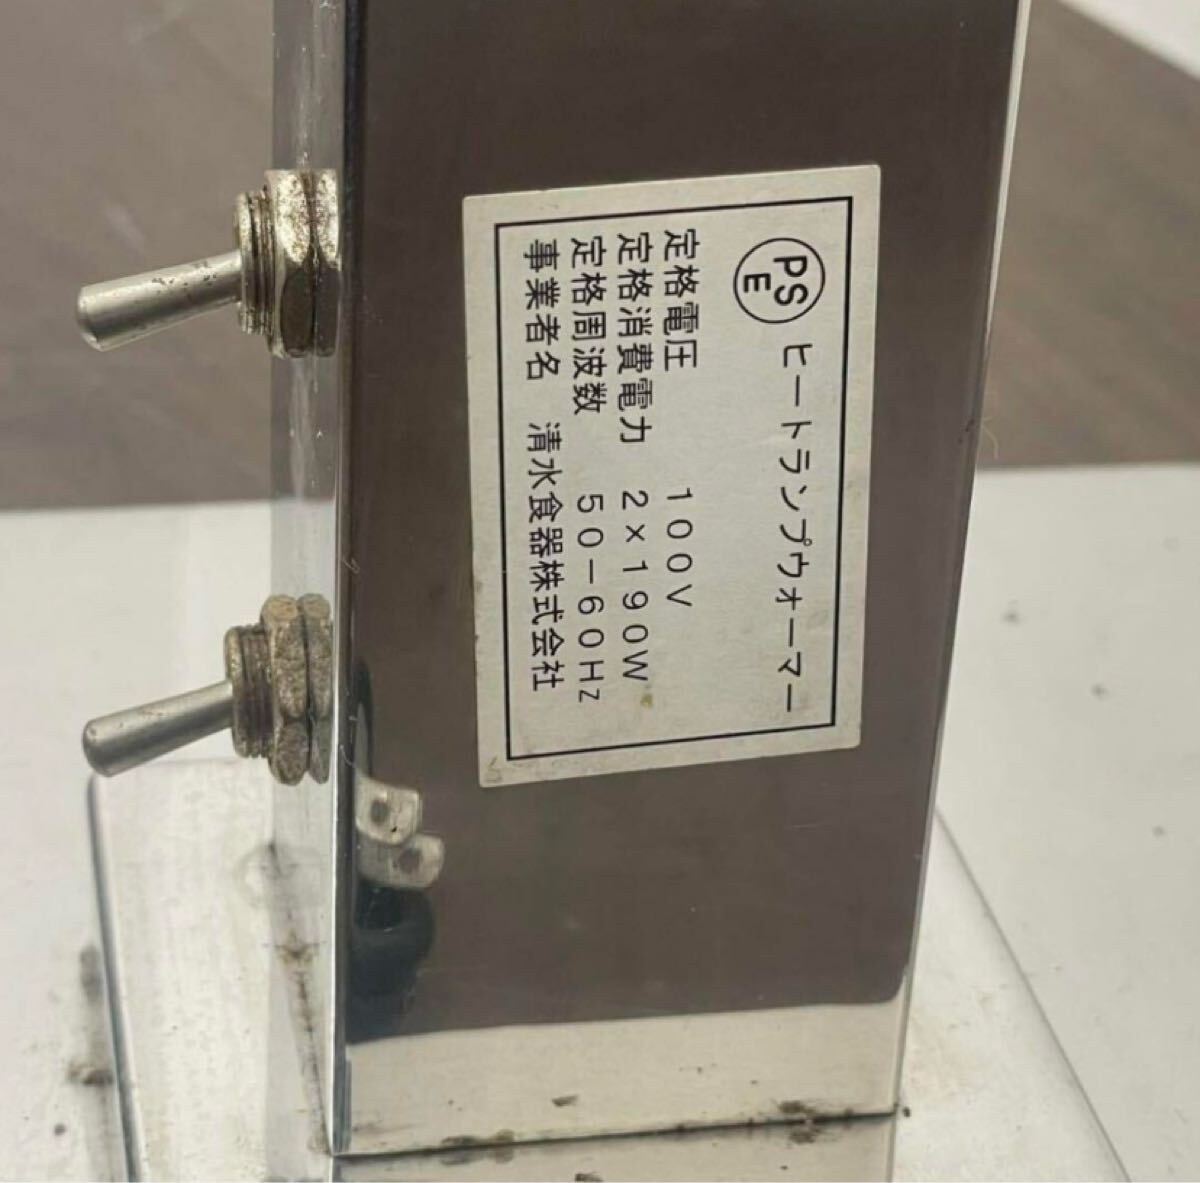 PSE ヒートランプウォーマー
定格電圧 100V
定格消費電力 2×190W
定格周波数 50-60Hz
事業者名 清水食器株式会社